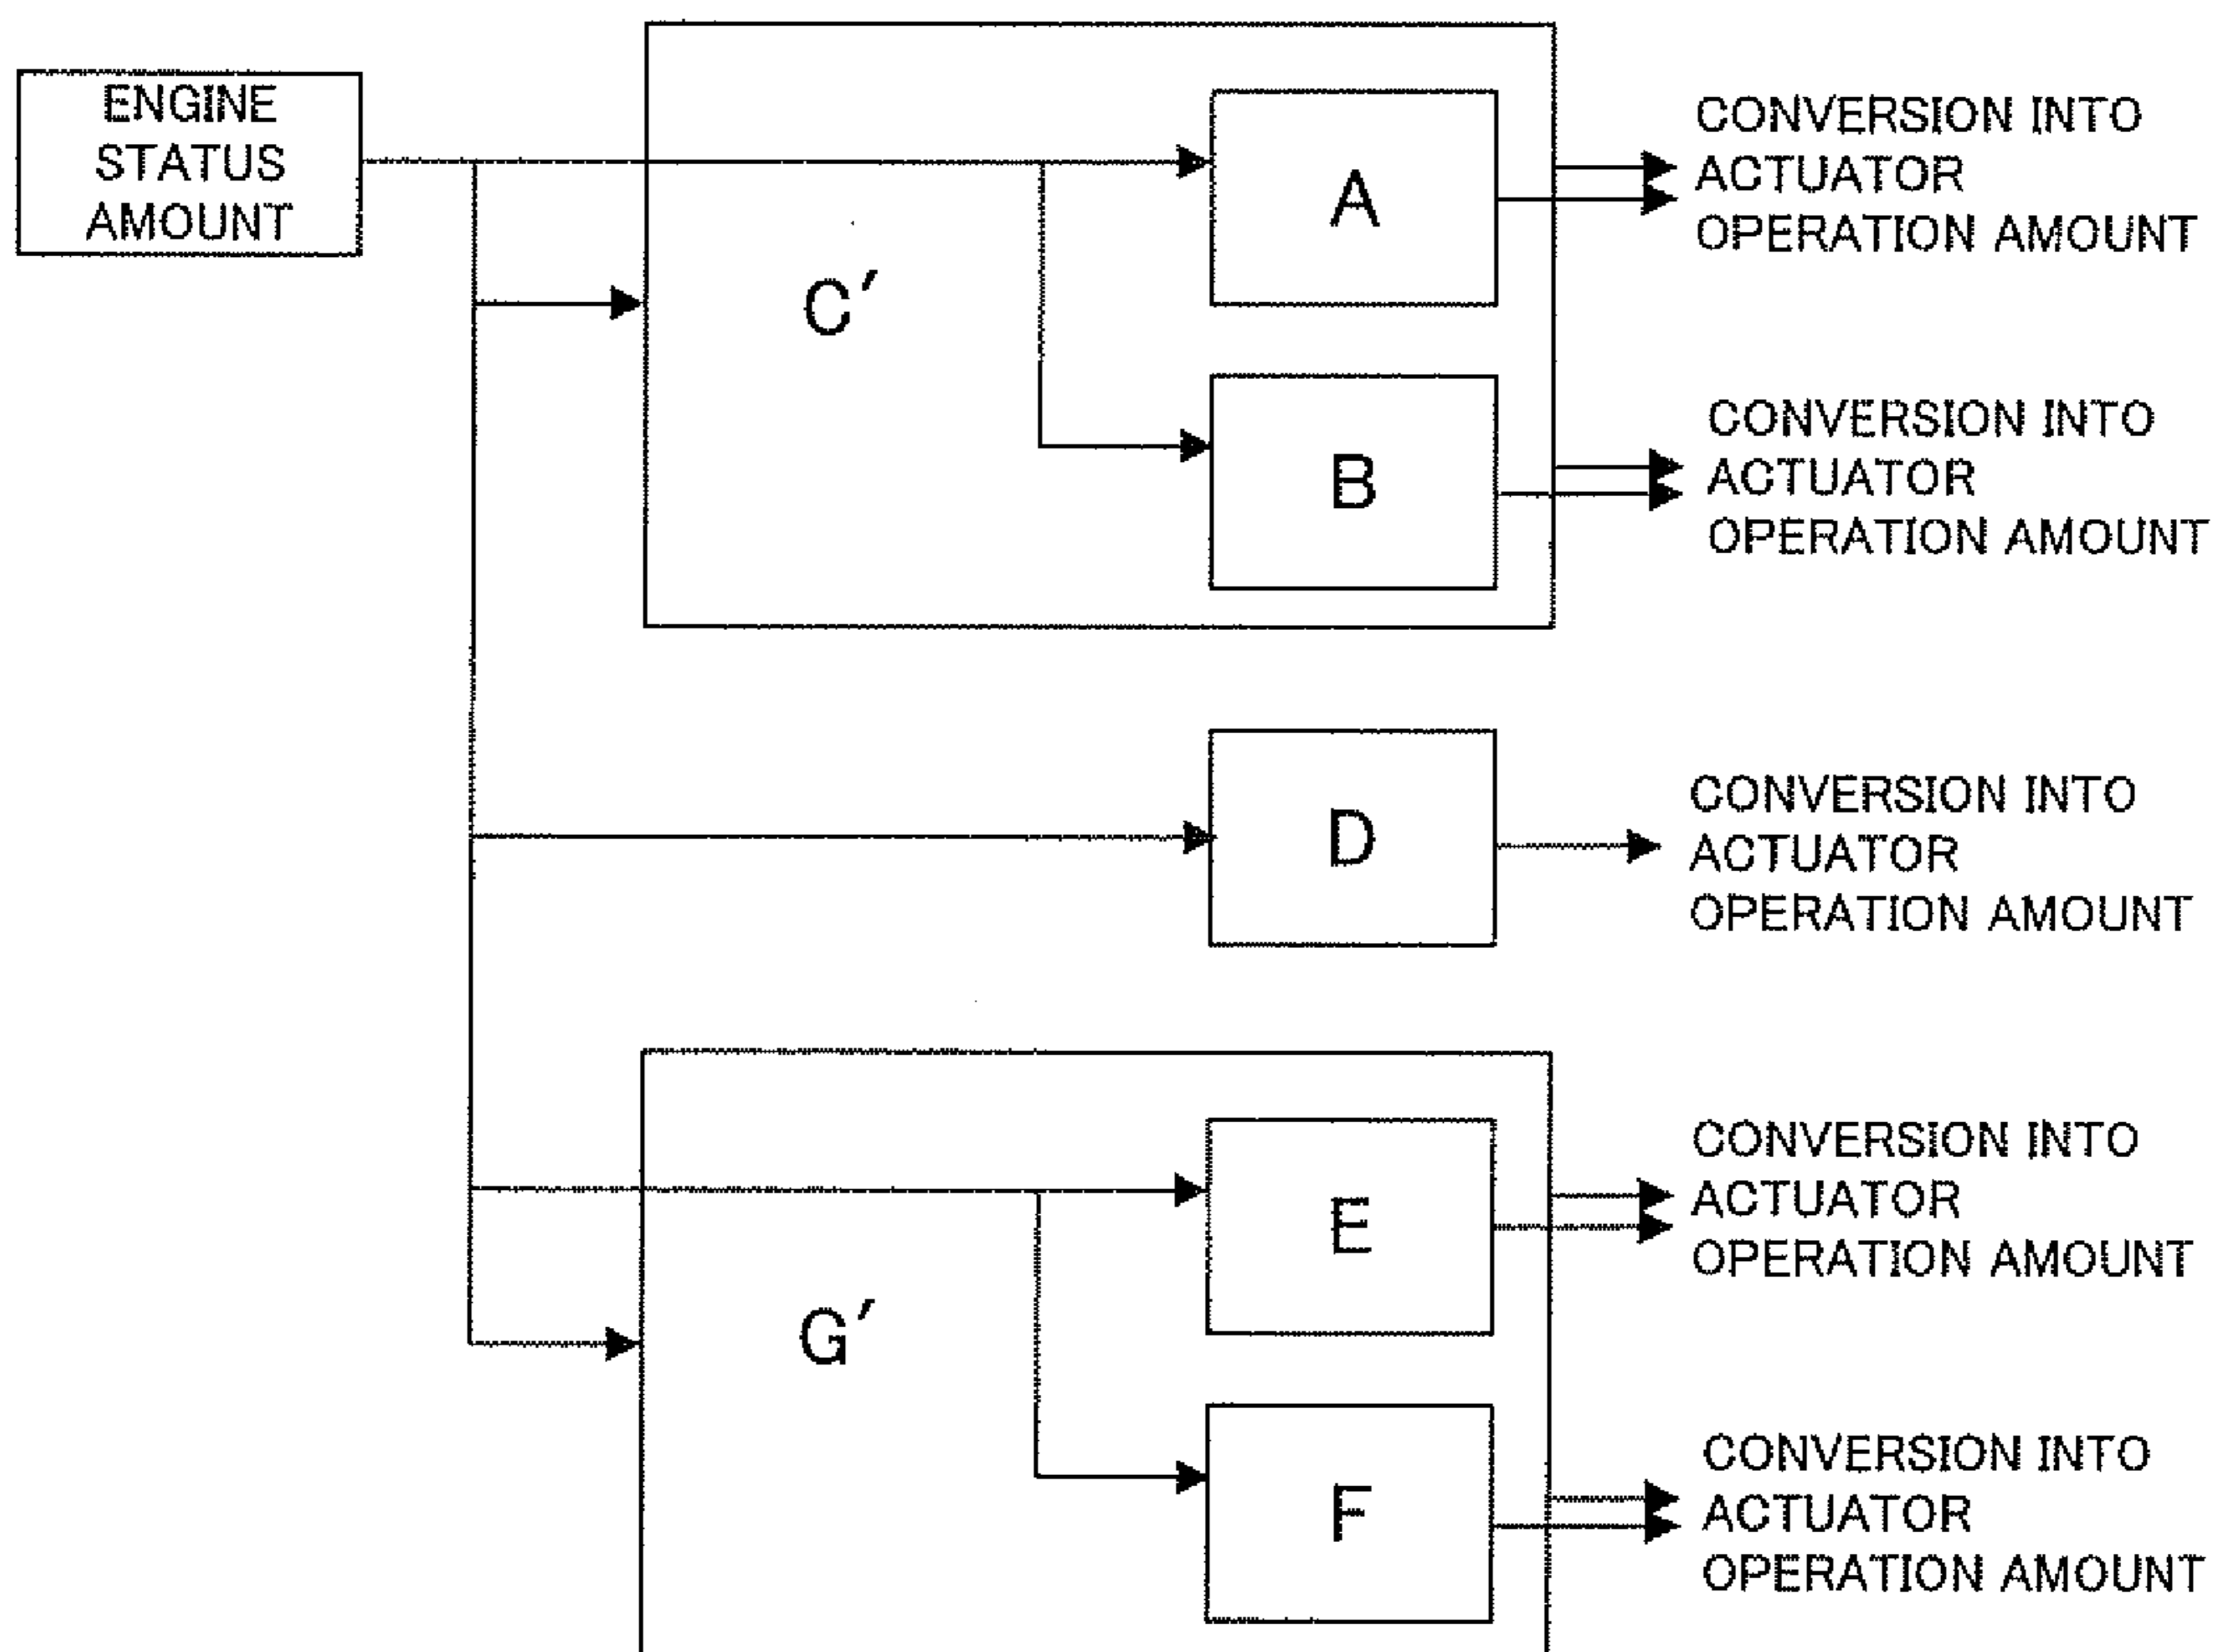 ENGINE
STATUS
AMOUNT
C′
A
CONVERSION INTO
ACTUATOR
OPERATION AMOUNT
B
CONVERSION INTO
ACTUATOR
OPERATION AMOUNT
D
CONVERSION INTO
ACTUATOR
OPERATION AMOUNT
G′
E
CONVERSION INTO
ACTUATOR
OPERATION AMOUNT
F
CONVERSION INTO
ACTUATOR
OPERATION AMOUNT